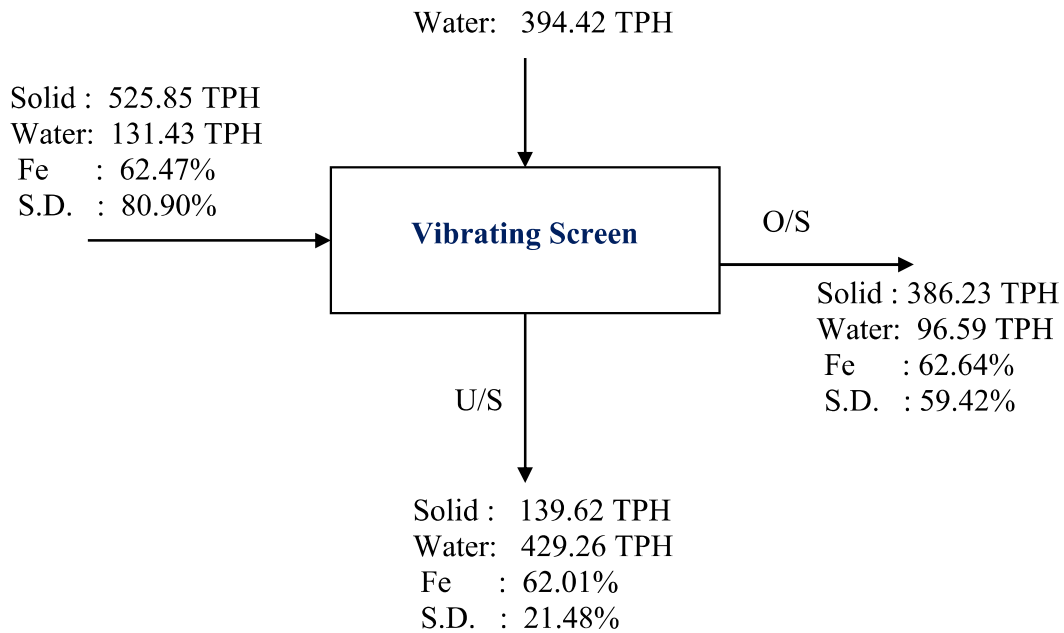 Water: 394.42 TPH
Solid : 525.85 TPH
Water: 131.43 TPH
Fe : 62.47%
S.D. : 80.90%
Vibrating Screen
O/S
Solid : 386.23 TPH
Water: 96.59 TPH
Fe : 62.64%
S.D. : 59.42%
U/S
Solid : 139.62 TPH
Water: 429.26 TPH
Fe : 62.01%
S.D. : 21.48%